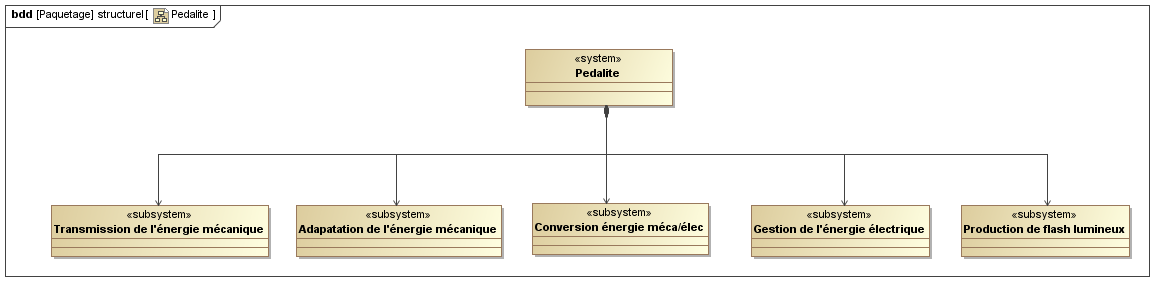 bdd [Paquetage] structurel [ Pedalite ]
«system»
Pedalite
«subsystem»
Transmission de l'énergie mécanique
«subsystem»
Adapatation de l'énergie mécanique
«subsystem»
Conversion énergie méca/élec
«subsystem»
Gestion de l'énergie électrique
«subsystem»
Production de flash lumineux